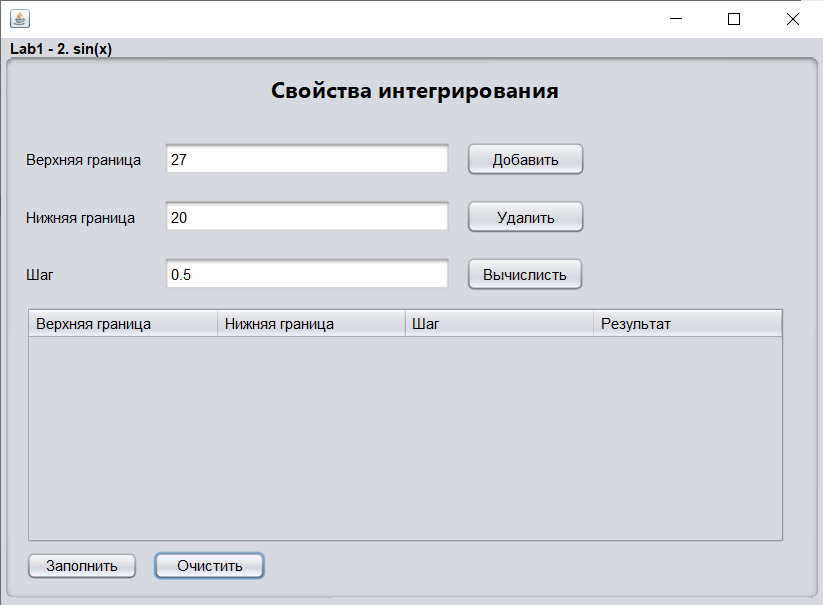 Lab1 - 2. sin(x)
Свойства интегрирования
Верхняя граница 27 Добавить
Нижняя граница 20 Удалить
Шаг 0.5 Вычислисть
Верхняя граница Нижняя граница Шаг Результат
Заполнить Очистить